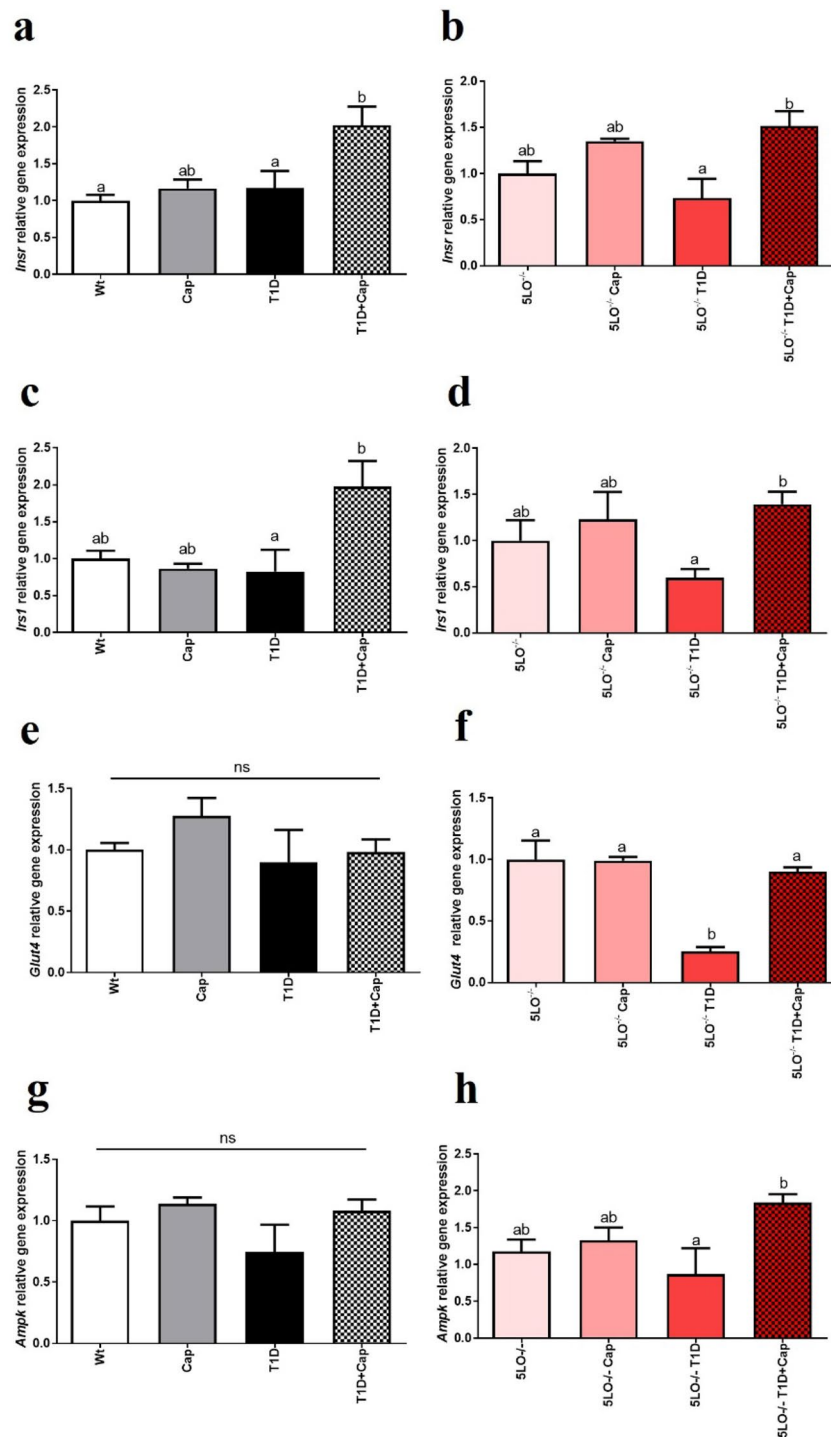 a
Insr relative gene expression
2.5
2.0
1.5
1.0
0.5
0.0
a
ab
a
b
Wt
Cap
T1D
T1D+Cap
b
Insr relative gene expression
2.0
1.5
1.0
0.5
0.0
ab
ab
a
b
5LO-/-
5LO-/- Cap
5LO-/- T1D
5LO-/- T1D+Cap
c
Irs1 relative gene expression
2.5
2.0
1.5
1.0
0.5
0.0
ab
ab
a
b
Wt
Cap
T1D
T1D+Cap
d
Irs1 relative gene expression
2.0
1.5
1.0
0.5
0.0
ab
ab
a
b
5LO-/-
5LO-/- Cap
5LO-/- T1D
5LO-/- T1D+Cap
e
Glut4 relative gene expression
1.5
1.0
0.5
0.0
ns
Wt
Cap
T1D
T1D+Cap
f
Glut4 relative gene expression
1.5
1.0
0.5
0.0
a
a
b
a
5LO-/-
5LO-/- Cap
5LO-/- T1D
5LO-/- T1D+Cap
g
Ampk relative gene expression
1.5
1.0
0.5
0.0
ns
Wt
Cap
T1D
T1D+Cap
h
Ampk relative gene expression
2.5
2.0
1.5
1.0
0.5
0.0
ab
ab
a
b
5LO-/-
5LO-/- Cap
5LO-/- T1D
5LO-/- T1D+Cap